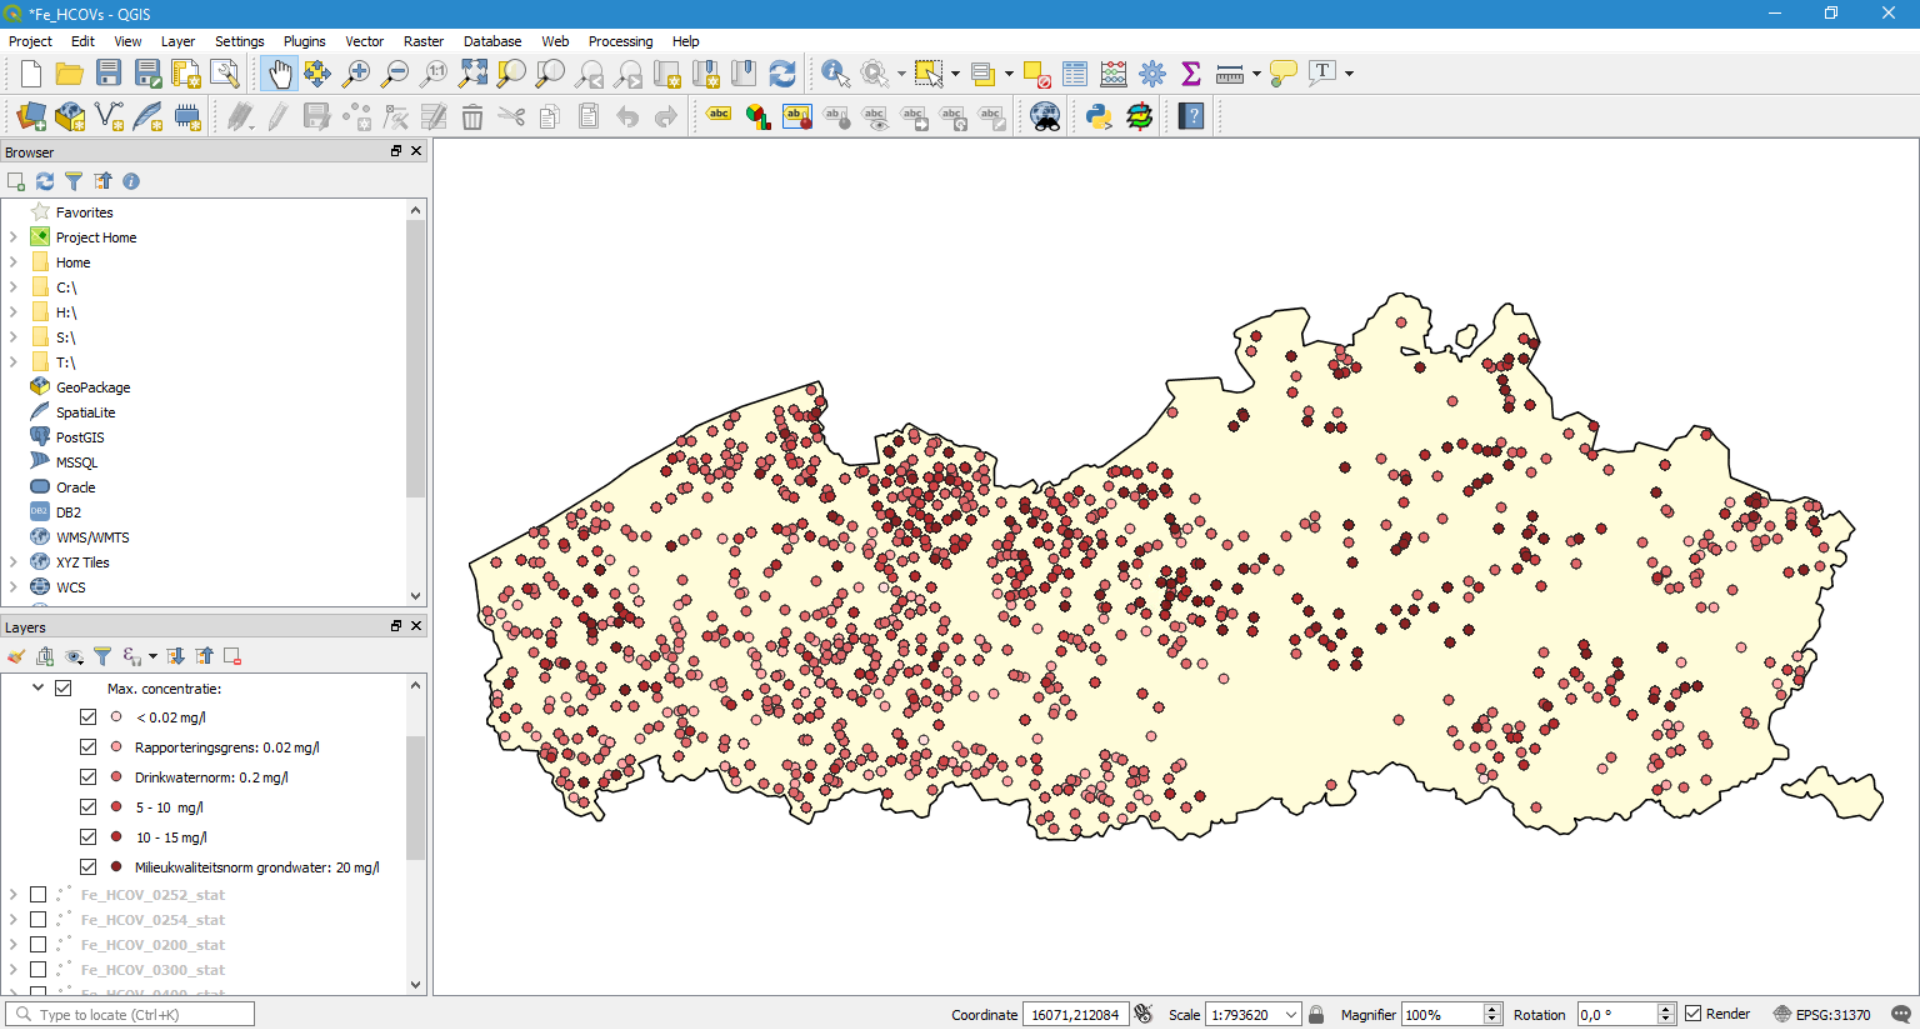 *Fe_HCOVs - QGIS
Project Edit View Layer Settings Plugins Vector Raster Database Web Processing Help
Browser
Favorites
Project Home
Home
C:\
H:\
S:\
T:\
GeoPackage
SpatiaLite
PostGIS
MSSQL
Oracle
DB2
WMS/WMTS
XYZ Tiles
WCS
Layers
Max. concentratie:
< 0.02 mg/l
Rapporteringsgrens: 0.02 mg/l
Drinkwaternorm: 0.2 mg/l
5 - 10 mg/l
10 - 15 mg/l
Milieukwaliteitsnorm grondwater: 20 mg/l
Fe_HCOV_0252_stat
Fe_HCOV_0254_stat
Fe_HCOV_0200_stat
Fe_HCOV_0300_stat
Fe_HCOV_0400_stat
Type to locate (Ctrl+K) Coordinate 16071,212084 Scale 1:793620 Magnifier 100% Rotation 0,0 ° Render EPSG:31370